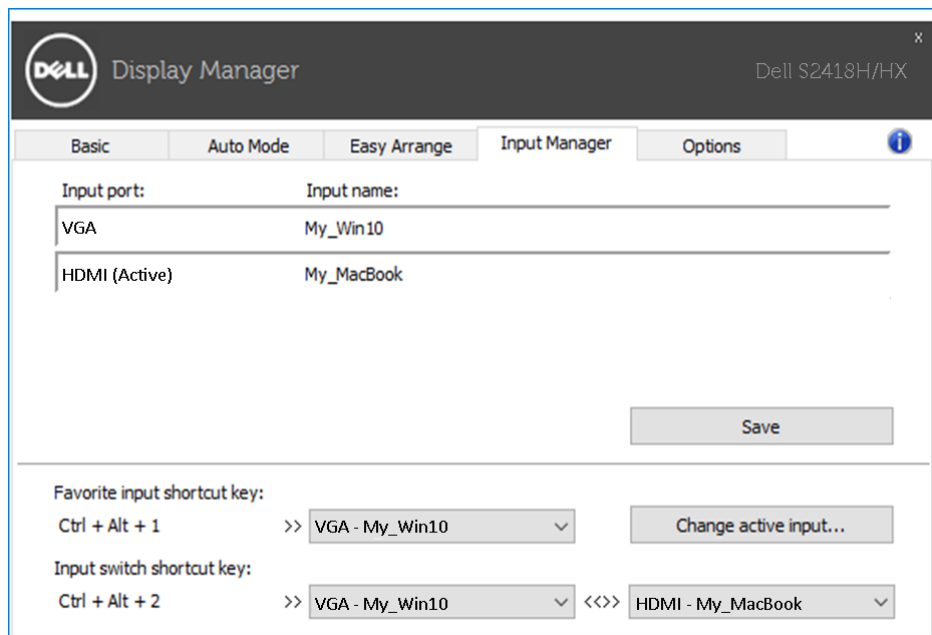 x
DELL Display Manager Dell S2418H/HX
Basic Auto Mode Easy Arrange Input Manager Options i
Input port: Input name:
VGA My_Win10
HDMI (Active) My_MacBook
Save
Favorite input shortcut key:
Ctrl + Alt + 1 >> VGA - My_Win10 Change active input...
Input switch shortcut key:
Ctrl + Alt + 2 >> VGA - My_Win10 <<>> HDMI - My_MacBook